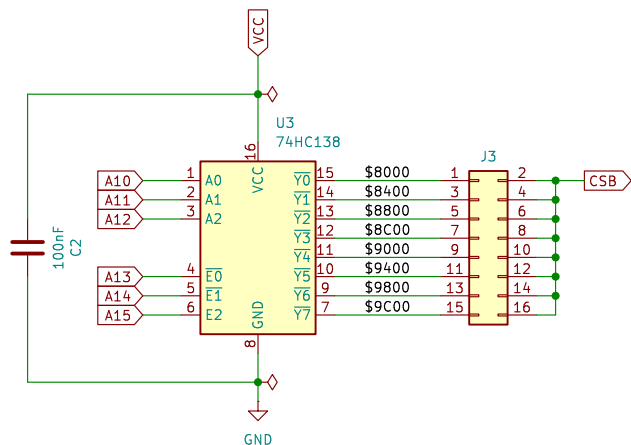 VCC
U3
74HC138
J3
16
VCC
1 A0 Y0 15 $8000 1 2
A10
CSB
2 A1 Y1 14 $8400 3 4
A11
3 A2 Y2 13 $8800 5 6
A12
Y3 12 $8C00 7 8
100nF
C2
Y4 11 $9000 9 10
A13 4 E0 Y5 10 $9400 11 12
A14 5 E1 Y6 9 $9800 13 14
A15 6 E2 Y7 7 $9C00 15 16
GND
8
GND